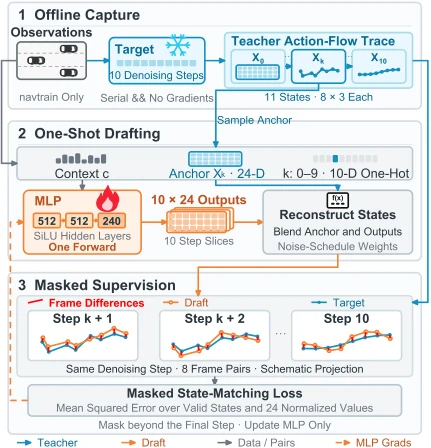 1 Offline Capture
Observations
navtrain Only
Target
10 Denoising Steps
Serial && No Gradients
Teacher Action-Flow Trace
X0
Xk
X10
11 States · 8 × 3 Each
Sample Anchor
2 One-Shot Drafting
Context c
Anchor Xk · 24-D
k: 0–9 · 10-D One-Hot
MLP
512
512
240
SiLU Hidden Layers
One Forward
10 × 24 Outputs
10 Step Slices
f(x)
Reconstruct States
Blend Anchor and Outputs
Noise-Schedule Weights
3 Masked Supervision
Frame Differences
Draft
Target
Step k + 1
Step k + 2
...
Step 10
Same Denoising Step · 8 Frame Pairs · Schematic Projection
Masked State-Matching Loss
Mean Squared Error over Valid States and 24 Normalized Values
Mask beyond the Final Step · Update MLP Only
Teacher
Draft
Data / Pairs
MLP Grads